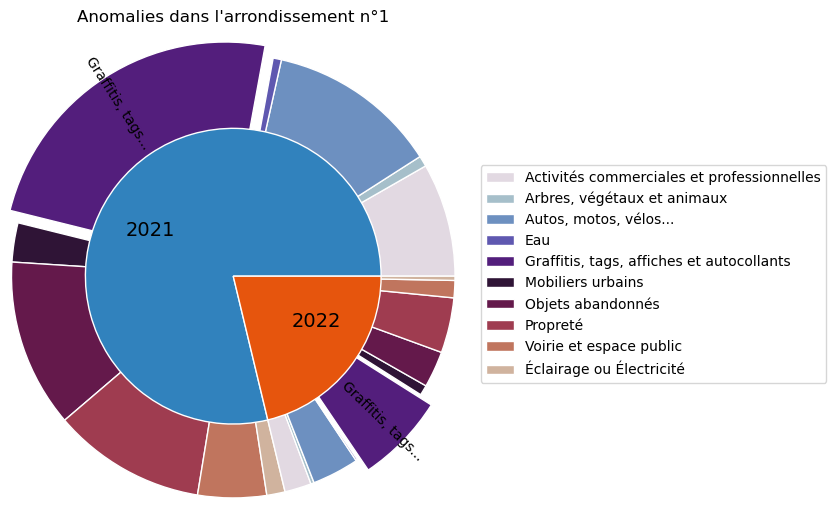 Anomalies dans l'arrondissement n°1
Graffitis, tags...
2021
2022
Graffitis, tags...
Activités commerciales et professionnelles
Arbres, végétaux et animaux
Autos, motos, vélos...
Eau
Graffitis, tags, affiches et autocollants
Mobiliers urbains
Objets abandonnés
Propreté
Voirie et espace public
Éclairage ou Électricité